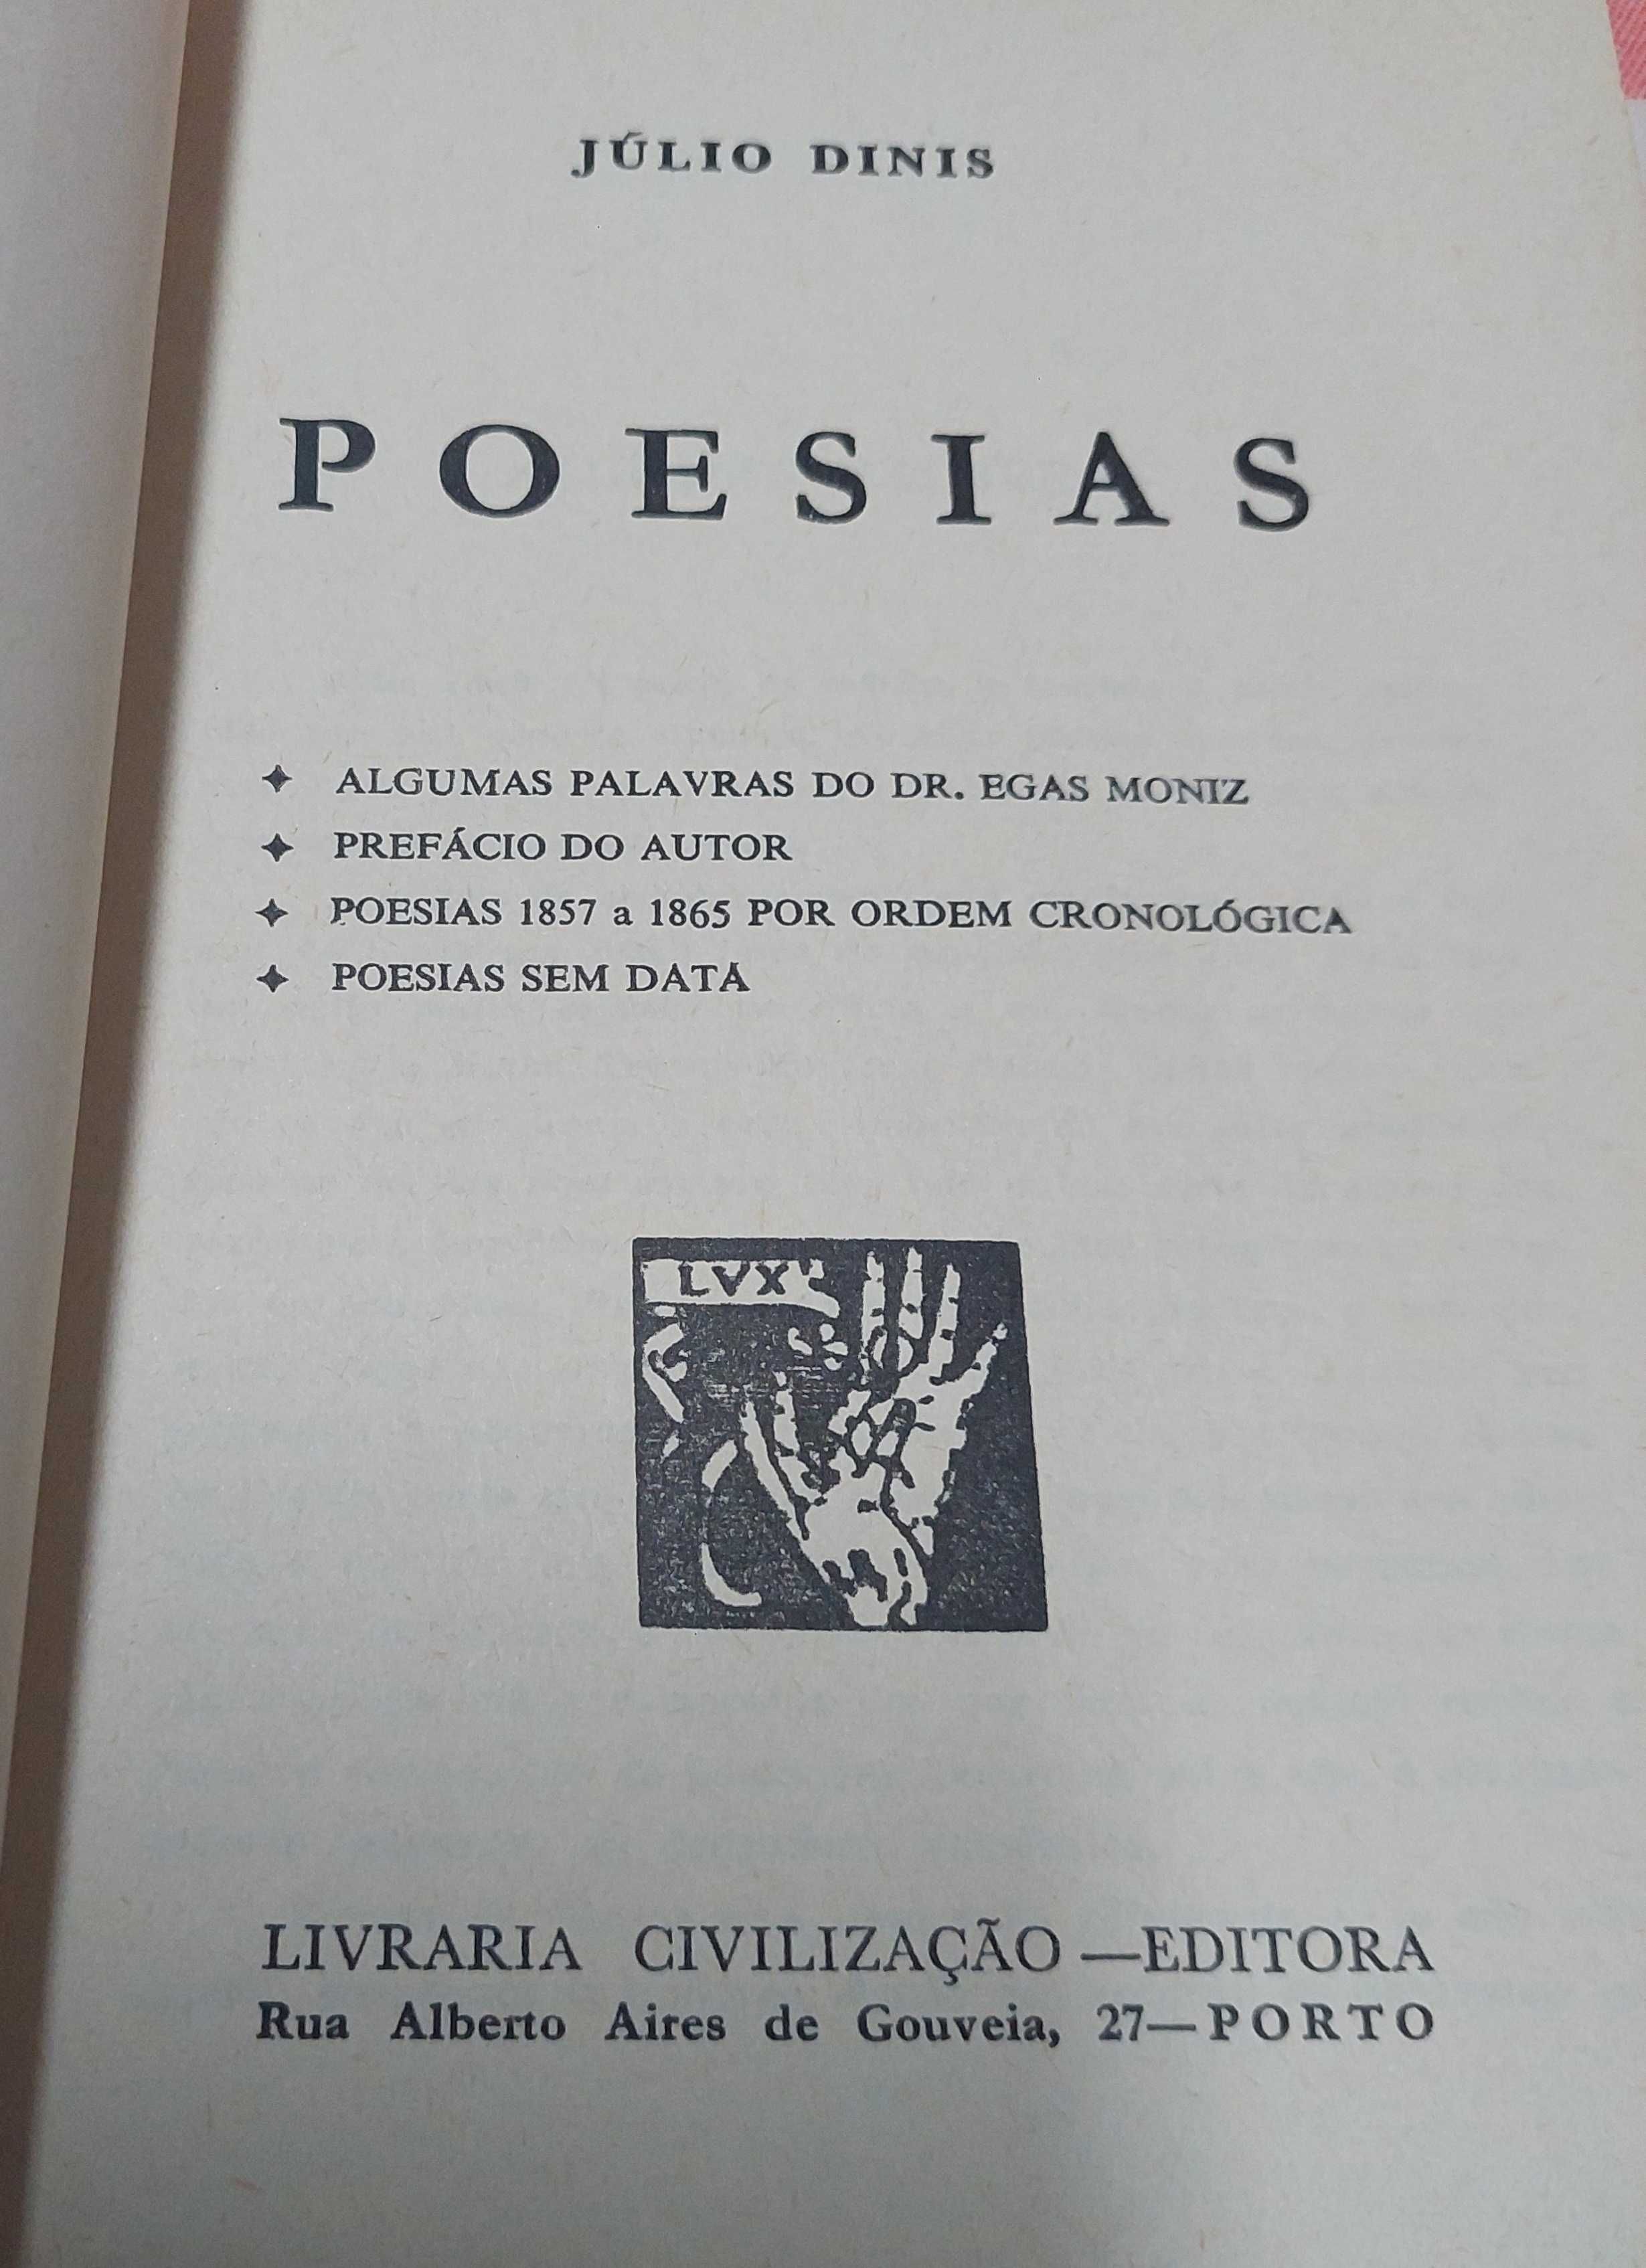 JÚLIO DINIS
POESIAS
✦ ALGUMAS PALAVRAS DO DR. EGAS MONIZ
✦ PREFÁCIO DO AUTOR
✦ POESIAS 1857 a 1865 POR ORDEM CRONOLÓGICA
✦ POESIAS SEM DATA
LVX
LIVRARIA CIVILIZAÇÃO—EDITORA
Rua Alberto Aires de Gouveia, 27—PORTO